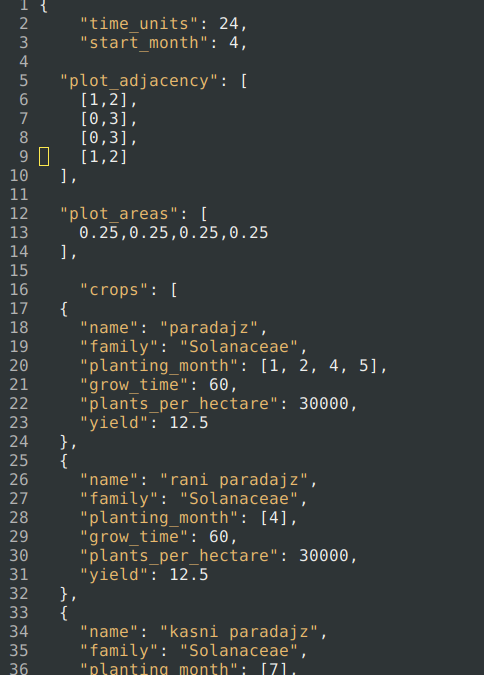 1 {
2     "time_units": 24,
3     "start_month": 4,
4
5   "plot_adjacency": [
6     [1,2],
7     [0,3],
8     [0,3],
9     [1,2]
10   ],
11
12   "plot_areas": [
13     0.25,0.25,0.25,0.25
14   ],
15
16     "crops": [
17   {
18     "name": "paradajz",
19     "family": "Solanaceae",
20     "planting_month": [1, 2, 4, 5],
21     "grow_time": 60,
22     "plants_per_hectare": 30000,
23     "yield": 12.5
24   },
25   {
26     "name": "rani paradajz",
27     "family": "Solanaceae",
28     "planting_month": [4],
29     "grow_time": 60,
30     "plants_per_hectare": 30000,
31     "yield": 12.5
32   },
33   {
34     "name": "kasni paradajz",
35     "family": "Solanaceae",
36     "planting_month": [7],